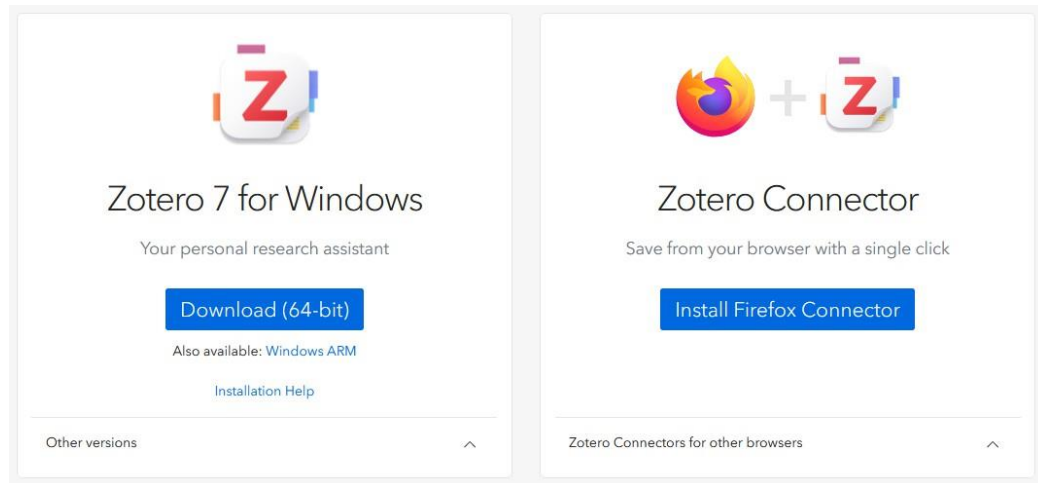 Z
Zotero 7 for Windows
Your personal research assistant
Download (64-bit)
Also available: Windows ARM
Installation Help
Other versions
Z
Zotero Connector
Save from your browser with a single click
Install Firefox Connector
Zotero Connectors for other browsers